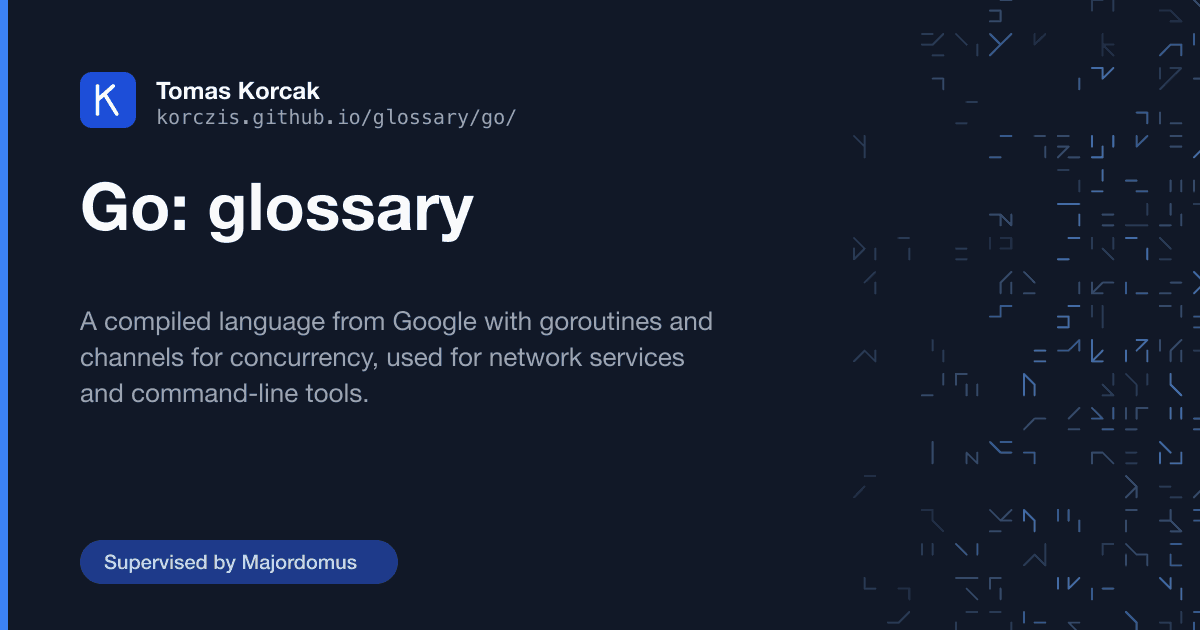 K
Tomas Korcak
korczis.github.io/glossary/go/
Go: glossary
A compiled language from Google with goroutines and
channels for concurrency, used for network services
and command-line tools.
Supervised by Majordomus